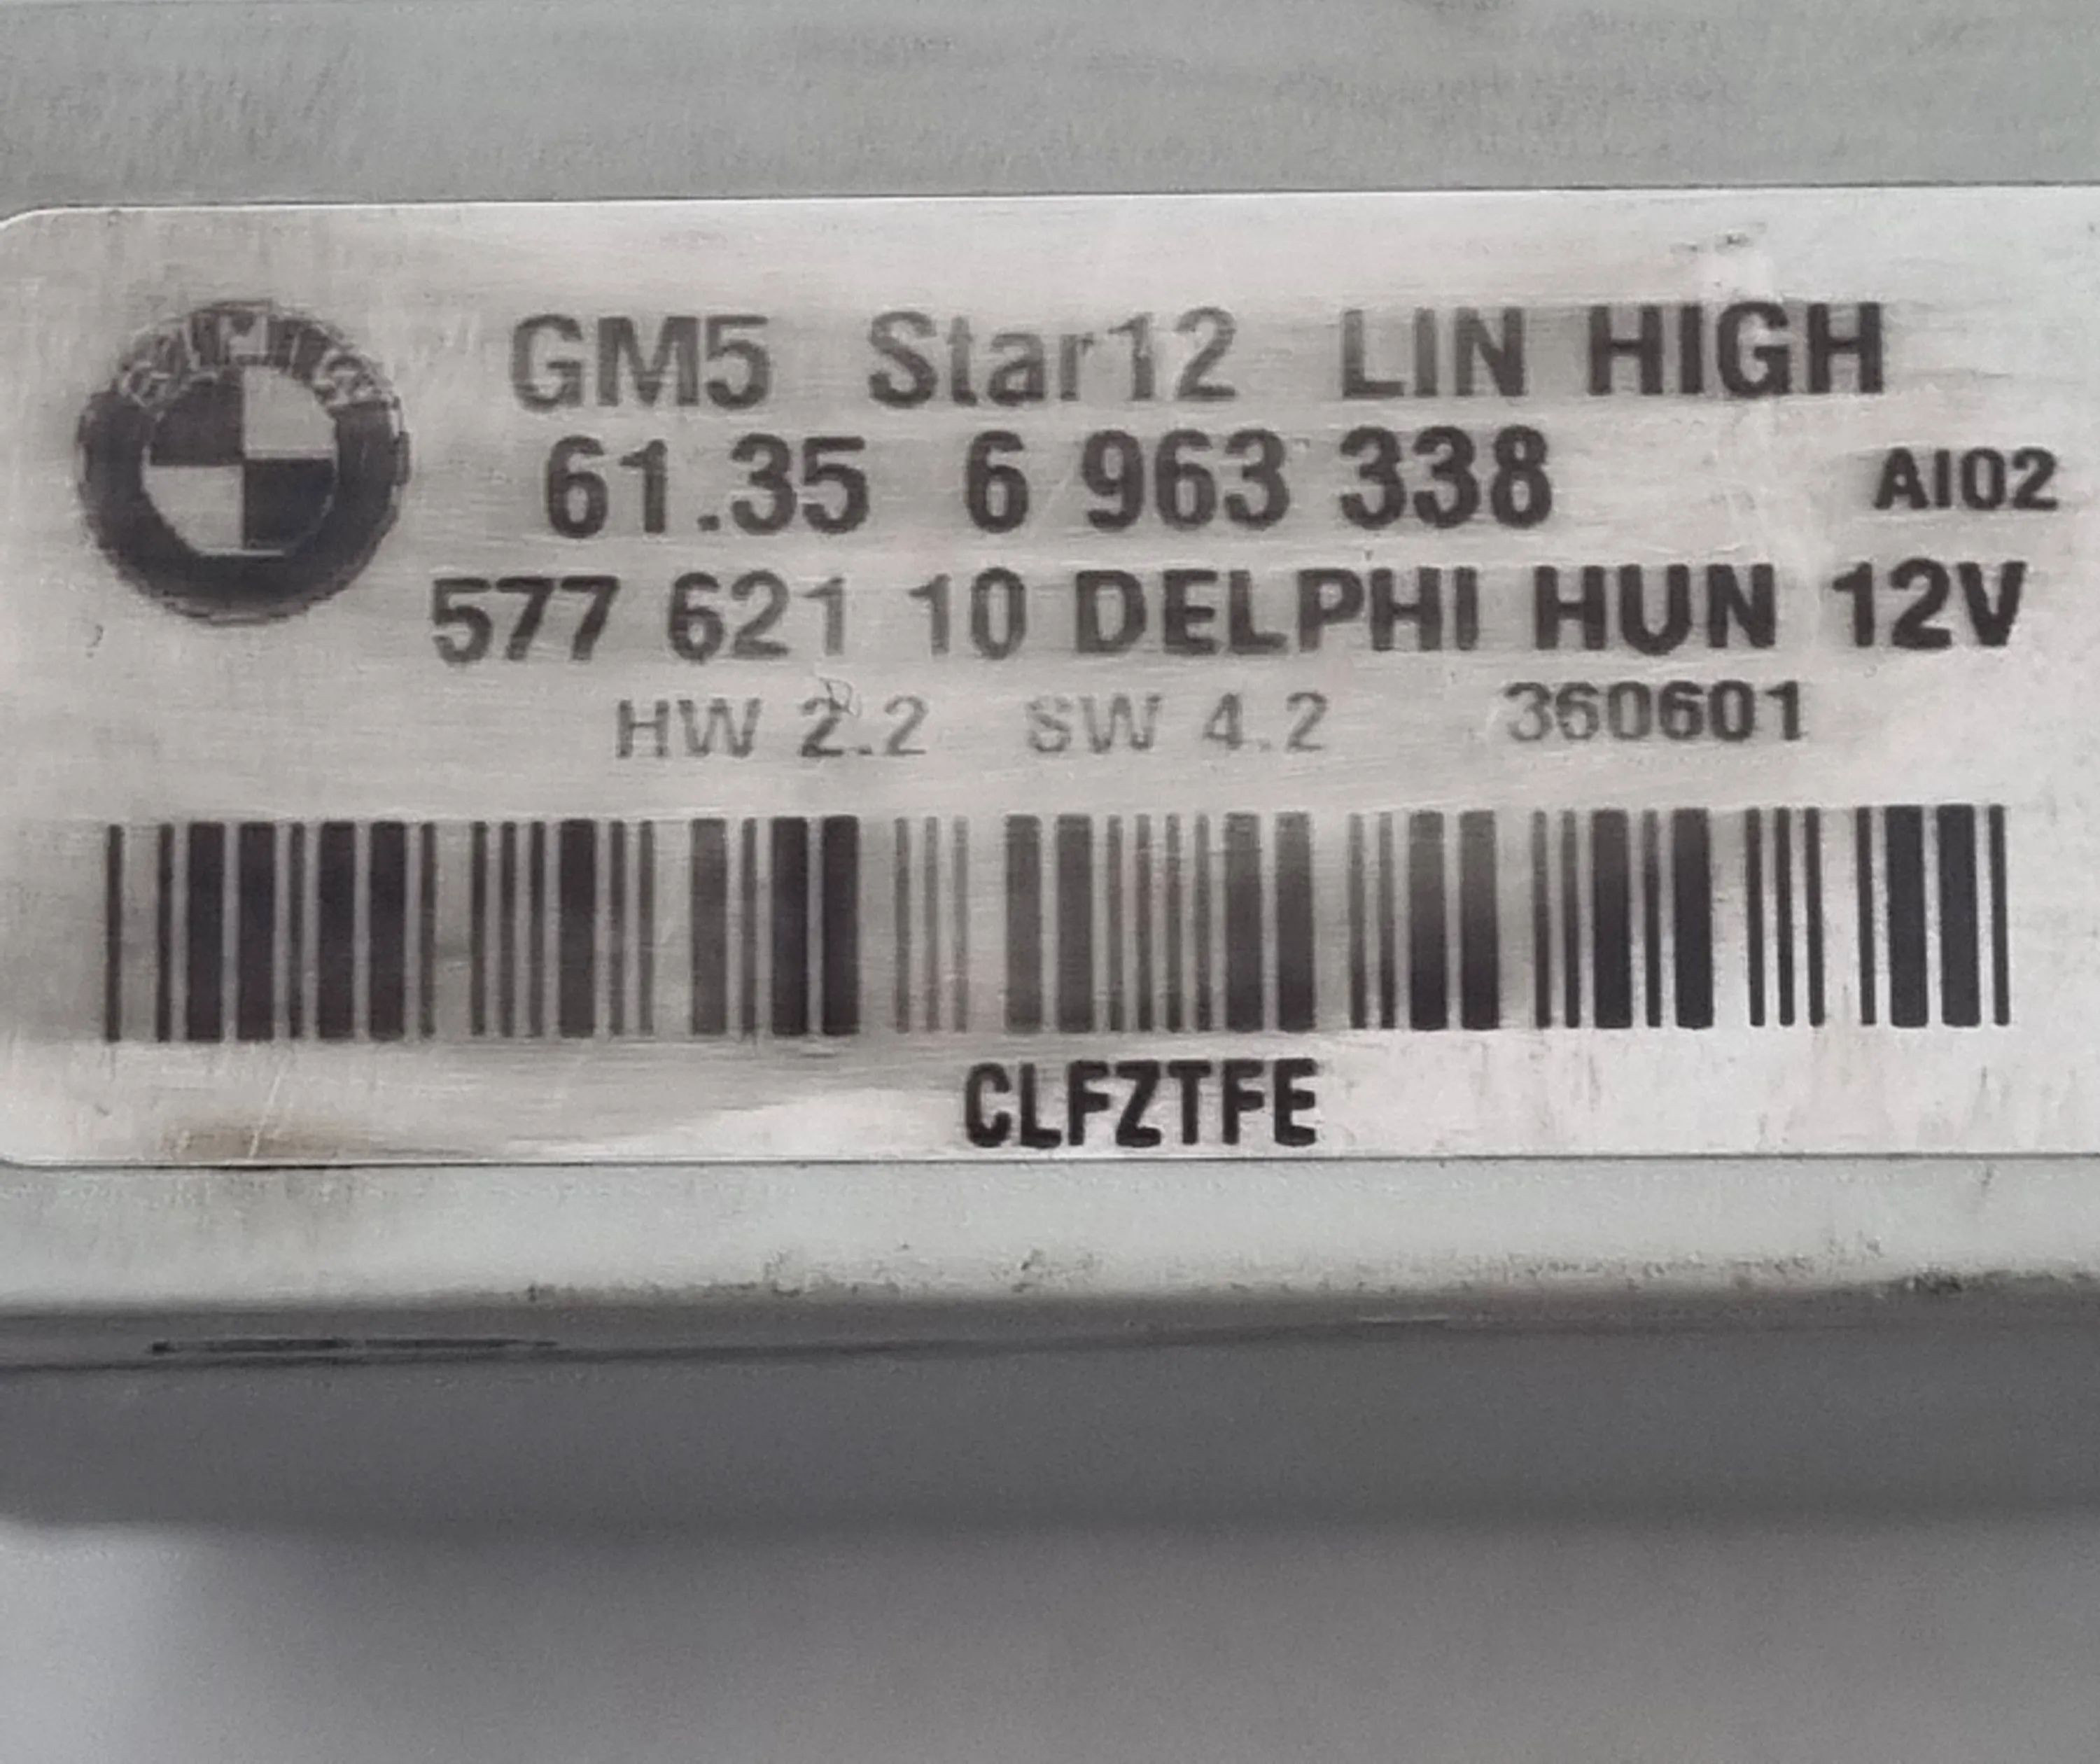 GM5 Star12 LIN HIGH
61.35 6 963 338 AI02
577 621 10 DELPHI HUN 12V
HW 2.2 SW 4.2 360601
CLFZTFE